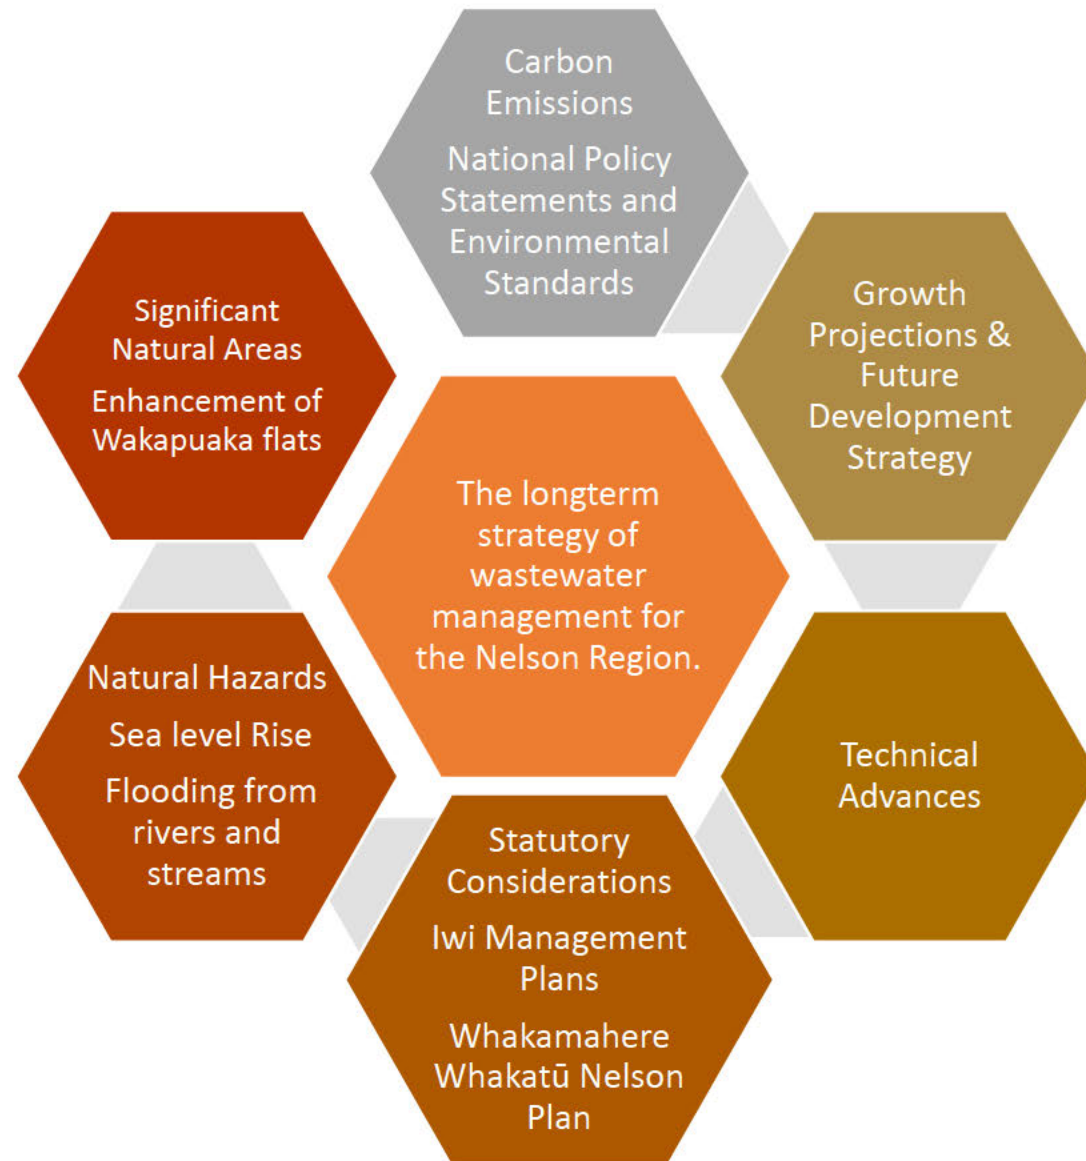 Carbon
Emissions
National Policy
Statements and
Environmental
Standards
Growth
Projections &
Future
Development
Strategy
Technical
Advances
Statutory
Considerations
Iwi Management
Plans
Whakamahere
Whakatū Nelson
Plan
Natural Hazards
Sea level Rise
Flooding from
rivers and
streams
Significant
Natural Areas
Enhancement of
Wakapuaka flats
The longterm
strategy of
wastewater
management for
the Nelson Region.